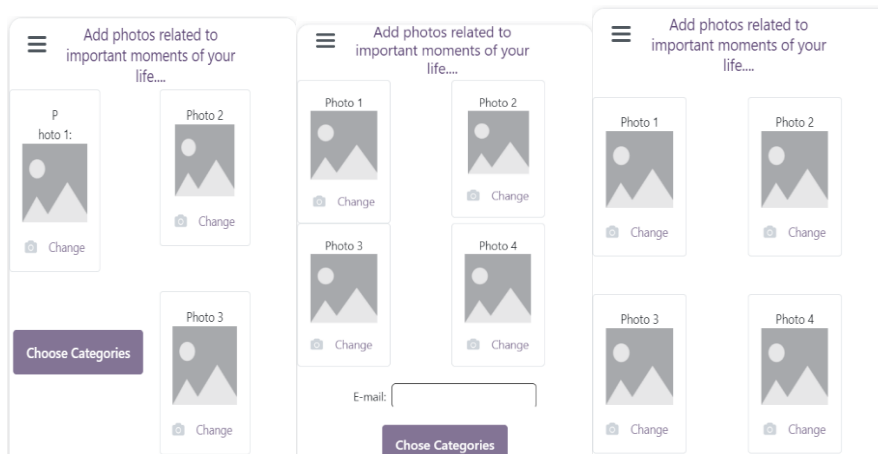 Add photos related to
important moments of your
life....
P
hoto 1:
Change
Photo 2
Change
Choose Categories
Photo 3
Change
Add photos related to
important moments of your
life....
Photo 1
Change
Photo 2
Change
Photo 3
Change
Photo 4
Change
E-mail:
Chose Categories
Add photos related to
important moments of your
life....
Photo 1
Change
Photo 2
Change
Photo 3
Change
Photo 4
Change